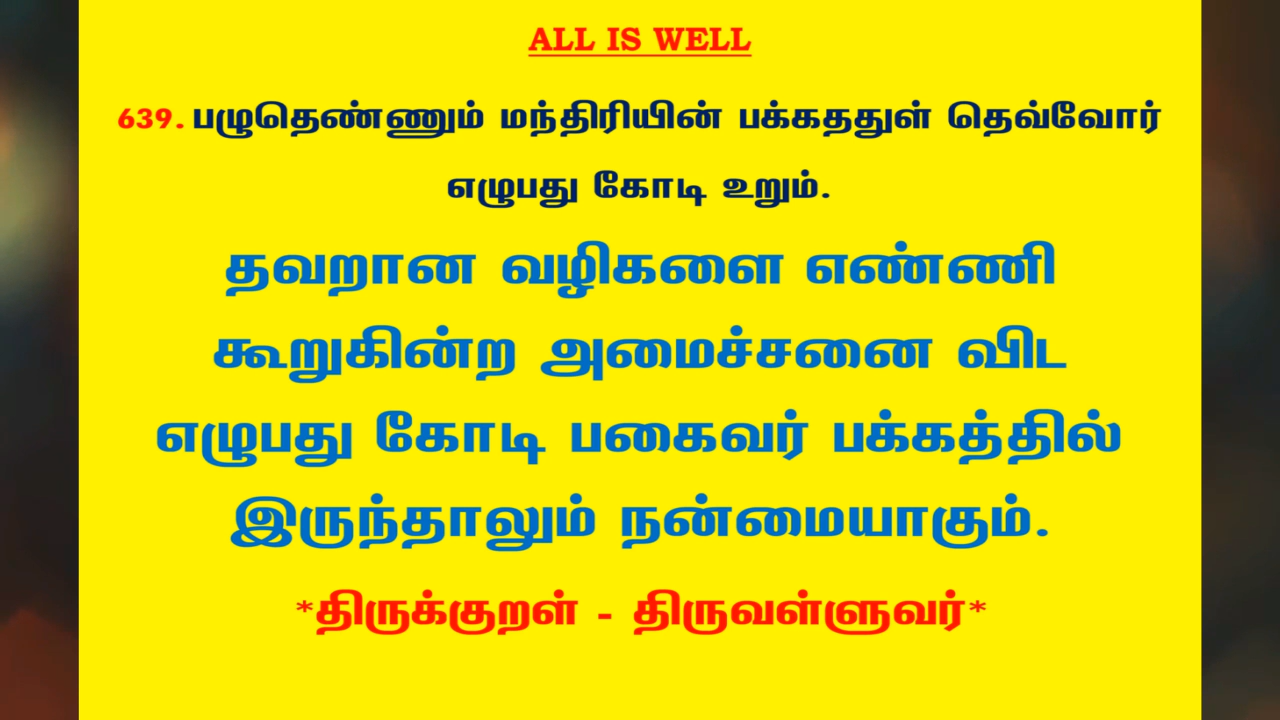 ALL IS WELL
639. பழுதெண்ணும் மந்திரியின் பக்கததுள் தெவ்வோர்
எழுபது கோடி உறும்.
தவறான வழிகளை எண்ணி
கூறுகின்ற அமைச்சனை விட
எழுபது கோடி பகைவர் பக்கத்தில்
இருந்தாலும் நன்மையாகும்.
*திருக்குறள் - திருவள்ளுவர்*